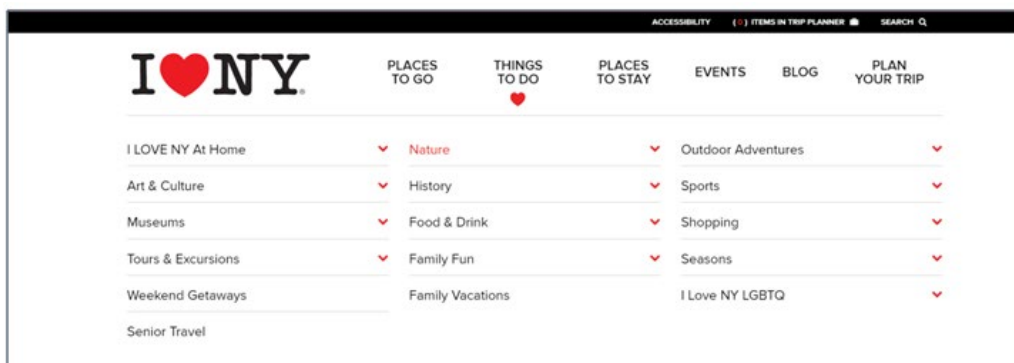 ACCESSIBILITY (0) ITEMS IN TRIP PLANNER SEARCH
I NY®
PLACES TO GO
THINGS TO DO
PLACES TO STAY
EVENTS
BLOG
PLAN YOUR TRIP
I LOVE NY At Home
Art & Culture
Museums
Tours & Excursions
Weekend Getaways
Senior Travel
Nature
History
Food & Drink
Family Fun
Family Vacations
Outdoor Adventures
Sports
Shopping
Seasons
I Love NY LGBTQ